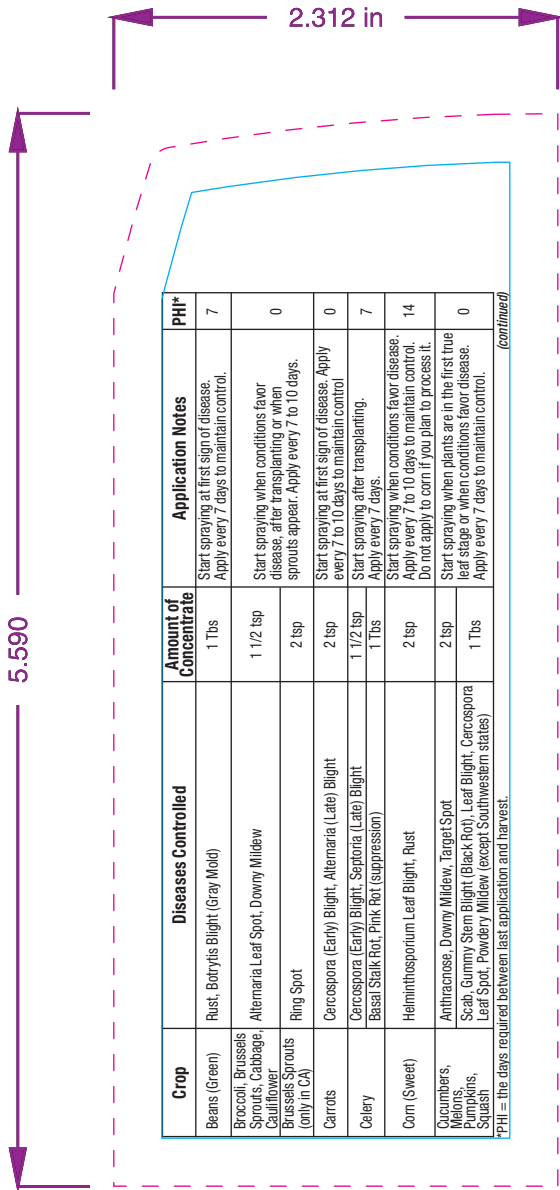 2.312 in
5.590
Crop Diseases Controlled Amount of Concentrate Application Notes PHI*
Beans (Green) Rust, Botrytis Blight (Gray Mold) 1 Tbs Start spraying at first sign of disease.
Apply every 7 days to maintain control. 7
Broccoli, Brussels
Sprouts, Cabbage,
Cauliflower
Alternaria Leaf Spot, Downy Mildew 1 1/2 tsp
Start spraying when conditions favor
disease, after transplanting or when
sprouts appear. Apply every 7 to 10 days.
0
Brussels Sprouts
(only in CA)
Ring Spot 2 tsp
Carrots Cercospora (Early) Blight, Alternaria (Late) Blight 2 tsp
Start spraying at first sign of disease. Apply
every 7 to 10 days to maintain control
0
Celery
Cercospora (Early) Blight, Septoria (Late) Blight 1 1/2 tsp
Basal Stalk Rot, Pink Rot (suppression) 1 Tbs
Start spraying after transplanting.
Apply every 7 days.
7
Corn (Sweet) Helminthosporium Leaf Blight, Rust 2 tsp
Start spraying when conditions favor disease.
Apply every 7 to 10 days to maintain control.
Do not apply to corn if you plan to process it.
14
Cucumbers,
Melons,
Pumpkins,
Squash
Anthracnose, Downy Mildew, Target Spot 2 tsp
Scab, Gummy Stem Blight (Black Rot), Leaf Blight, Cercospora
Leaf Spot, Powdery Mildew (except Southwestern states)
1 Tbs
Start spraying when plants are in the first true
leaf stage or when conditions favor disease.
Apply every 7 days to maintain control.
0
*PHI = the days required between last application and harvest.
(continued)